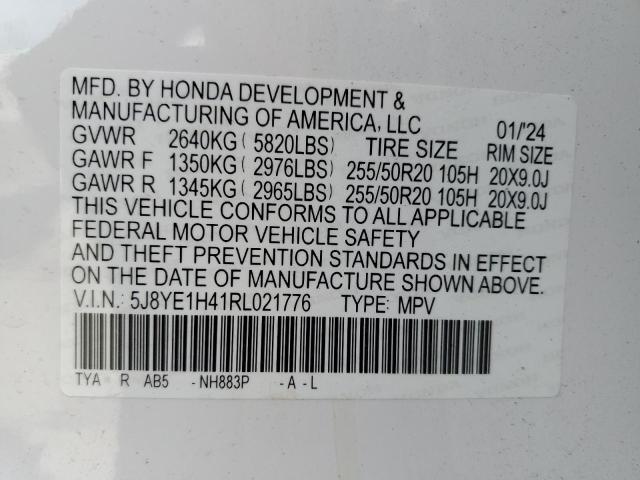 MFD. BY HONDA DEVELOPMENT &
MANUFACTURING OF AMERICA, LLC 01/'24
GVWR 2640KG( 5820LBS) TIRE SIZE RIM SIZE
GAWR F 1350KG( 2976LBS) 255/50R20 105H 20X9.0J
GAWR R 1345KG( 2965LBS) 255/50R20 105H 20X9.0J
THIS VEHICLE CONFORMS TO ALL APPLICABLE
FEDERAL MOTOR VEHICLE SAFETY
AND THEFT PREVENTION STANDARDS IN EFFECT
ON THE DATE OF MANUFACTURE SHOWN ABOVE.
V.I.N.: 5J8YE1H41RL021776 TYPE: MPV
TYA R AB5 -NH883P -A-L